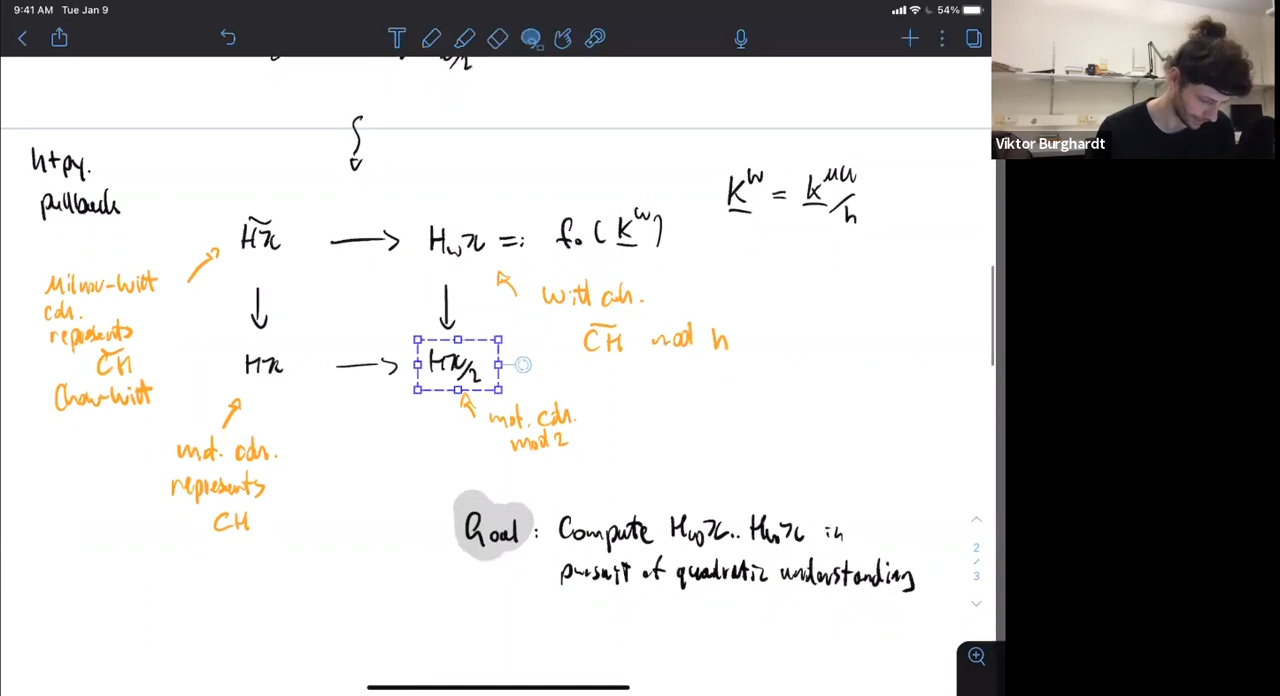 9:41 AM Tue Jan 9
54%
Viktor Burghardt
htpy.
pullback
K^W = K^MW/h
H̃ℤ → H_Wℤ =: f₀(K^W)
↓ ↓
Hℤ → Hℤ/2
Milnor-Witt
coh.
represents
C̃H
Chow-Witt
Witt coh.
C̃H mod h
mot. coh.
represents
CH
mot. coh.
mod 2
Goal: Compute H_Wℤ.. H_Wℤ in
pursuit of quadratic understanding
2
/
3